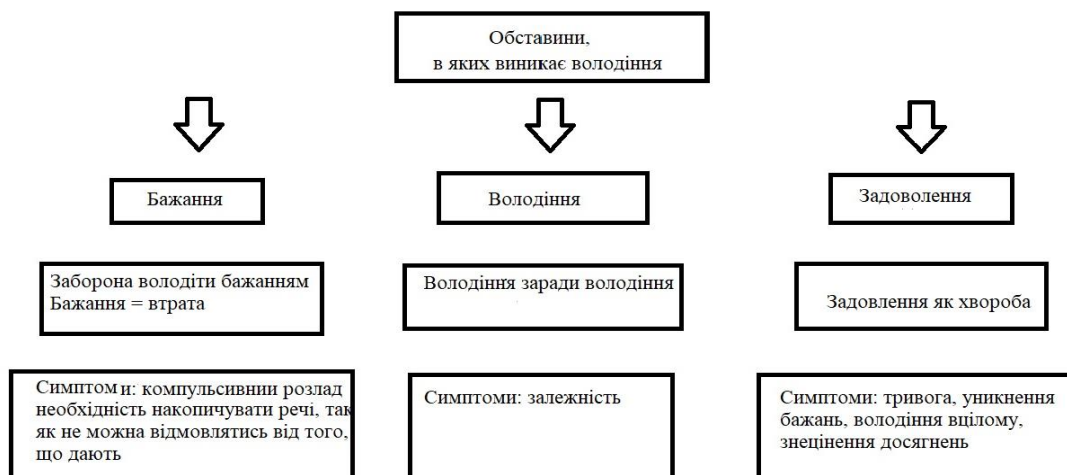 Обставини,
в яких виникає володіння
Бажання
Володіння
Задоволення
Заборона володіти бажанням
Бажання = втрата
Володіння заради володіння
Задовлення як хвороба
Симптоми: компульсивнии розлад
необхідність накопичувати речі, так
як не можна відмовлятись від того,
що дають
Симптоми: залежність
Симптоми: тривога, уникнення
бажань, володіння вцілому,
знецінення досягнень